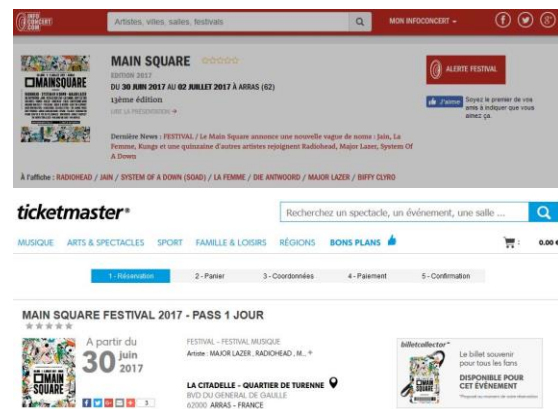 INFO CONCERT COM
Artistes, villes, salles, festivals
MON INFOCONCERT
MAIN SQUARE
EDITION 2017
DU 30 JUIN 2017 AU 02 JUILLET 2017 À ARRAS (62)
13ème édition
LIRE LA PRÉSENTATION
ALERTE FESTIVAL
J'aime
Soyez le premier de vos
amis à indiquer que vous
aimez ça.
MAINSQUARE
Dernière News : FESTIVAL / Le Main Square annonce une nouvelle vague de noms : Jain, La
Femme, Kungs et une quinzaine d'autres artistes rejoignent Radiohead, Major Lazer, System Of
A Down
À l'affiche : RADIOHEAD / JAIN / SYSTEM OF A DOWN (SOAD) / LA FEMME / DIE ANTWOORD / MAJOR LAZER / BIFFY CLYRO
ticketmaster®
Recherchez un spectacle, un événement, une salle ...
MUSIQUE ARTS & SPECTACLES SPORT FAMILLE & LOISIRS RÉGIONS BONS PLANS
: 0.00 €
1 - Réservation 2 - Panier 3 - Coordonnées 4 - Paiement 5 - Confirmation
MAIN SQUARE FESTIVAL 2017 - PASS 1 JOUR
A partir du
30 juin
2017
MAIN
SQUARE
3
FESTIVAL - FESTIVAL MUSIQUE
Artiste : MAJOR LAZER, RADIOHEAD, M... +
LA CITADELLE - QUARTIER DE TURENNE
BVD DU GENERAL DE GAULLE
62000 ARRAS - FRANCE
billetcollector
Le billet souvenir
pour tous les fans
DISPONIBLE POUR
CET ÉVÉNEMENT
MAIN
SQUARE